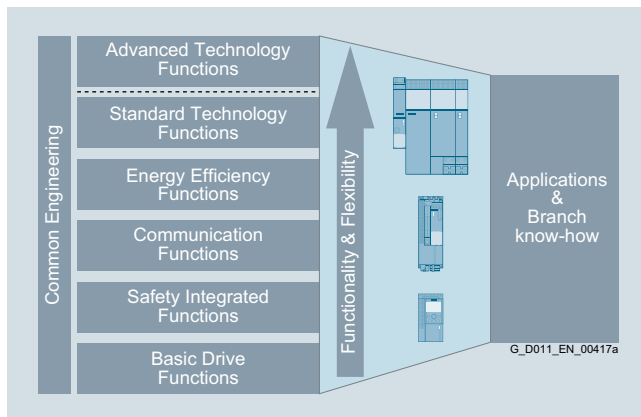 Common Engineering
Advanced Technology
Functions
Standard Technology
Functions
Energy Efficiency
Functions
Communication
Functions
Safety Integrated
Functions
Basic Drive
Functions
Functionality & Flexibility
Applications
&
Branch
know-how
G_D011_EN_00417a